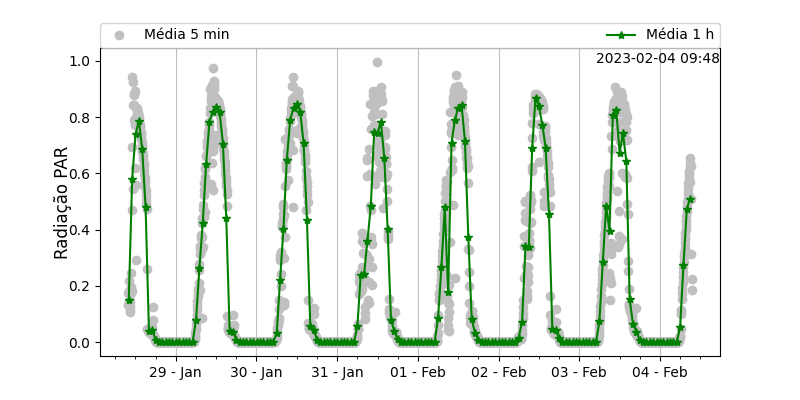 Média 5 min
Média 1 h
2023-02-04 09:48
Radiação PAR
1.0
0.8
0.6
0.4
0.2
0.0
29 - Jan
30 - Jan
31 - Jan
01 - Feb
02 - Feb
03 - Feb
04 - Feb